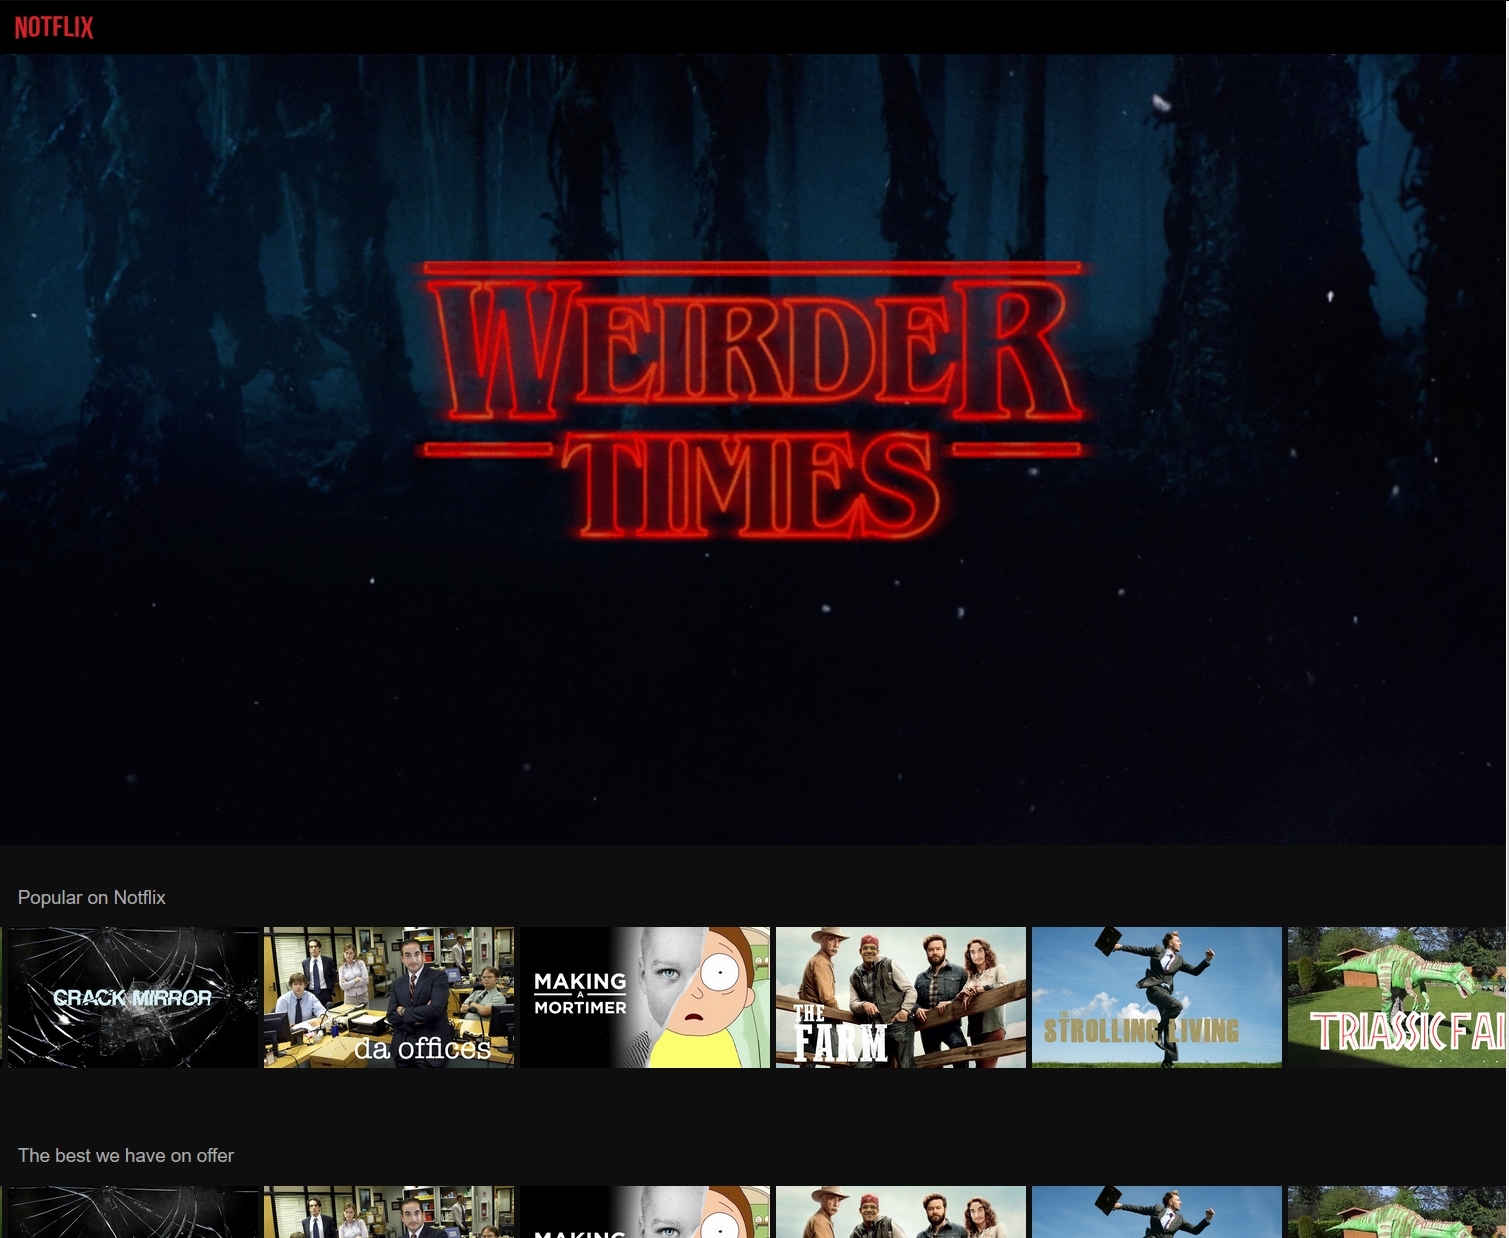 NOTFLIX
WEIRDER
TIMES
Popular on Notflix
CRACK MIRROR
da offices
MAKING
A
MORTIMER
THE
FARM
STROLLING LIVING
TRIASSIC FAI
The best we have on offer
MAKING